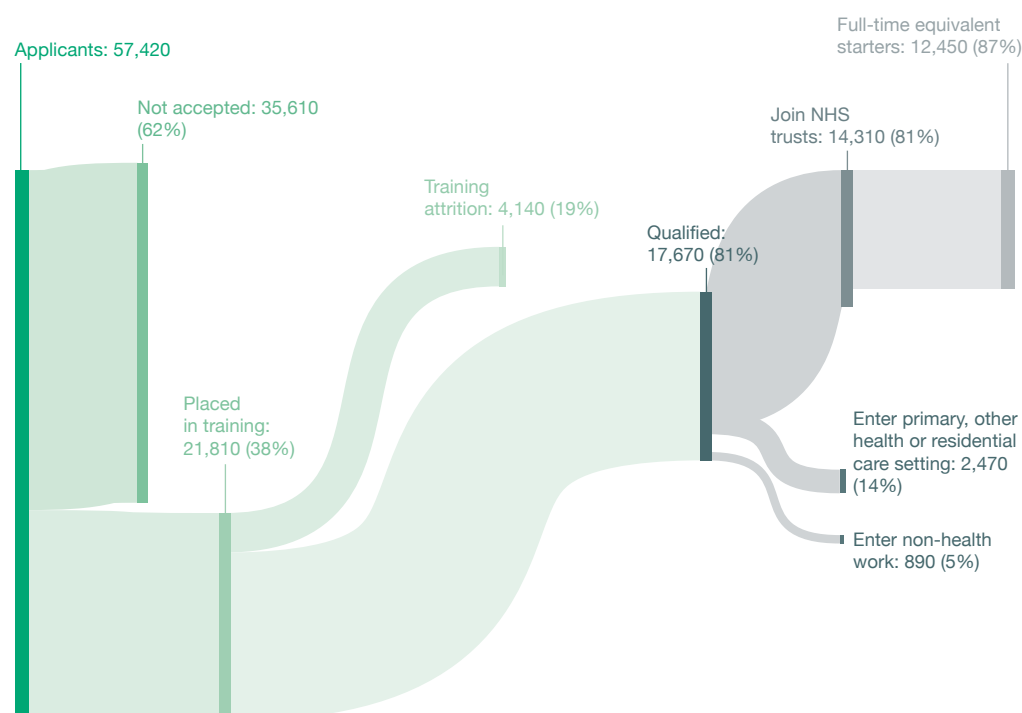 Applicants: 57,420
Not accepted: 35,610
(62%)
Placed
in training:
21,810 (38%)
Training
attrition: 4,140 (19%)
Qualified:
17,670 (81%)
Join NHS
trusts: 14,310 (81%)
Full-time equivalent
starters: 12,450 (87%)
Enter primary, other
health or residential
care setting: 2,470
(14%)
Enter non-health
work: 890 (5%)